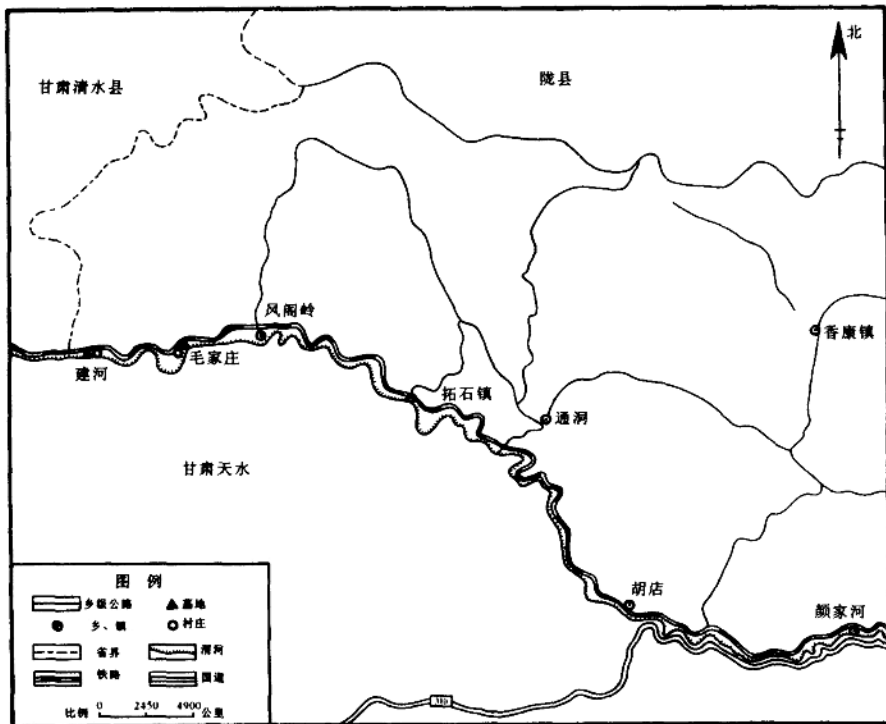 北
甘肃清水县
陇县
风阁岭
香康镇
建河
毛家庄
拓石镇
通洞
甘肃天水
胡店
颜家河
310
图 例
乡级公路
墓地
乡、镇
村庄
省界
渭河
铁路
国道
比例 0 2450 4900 公里